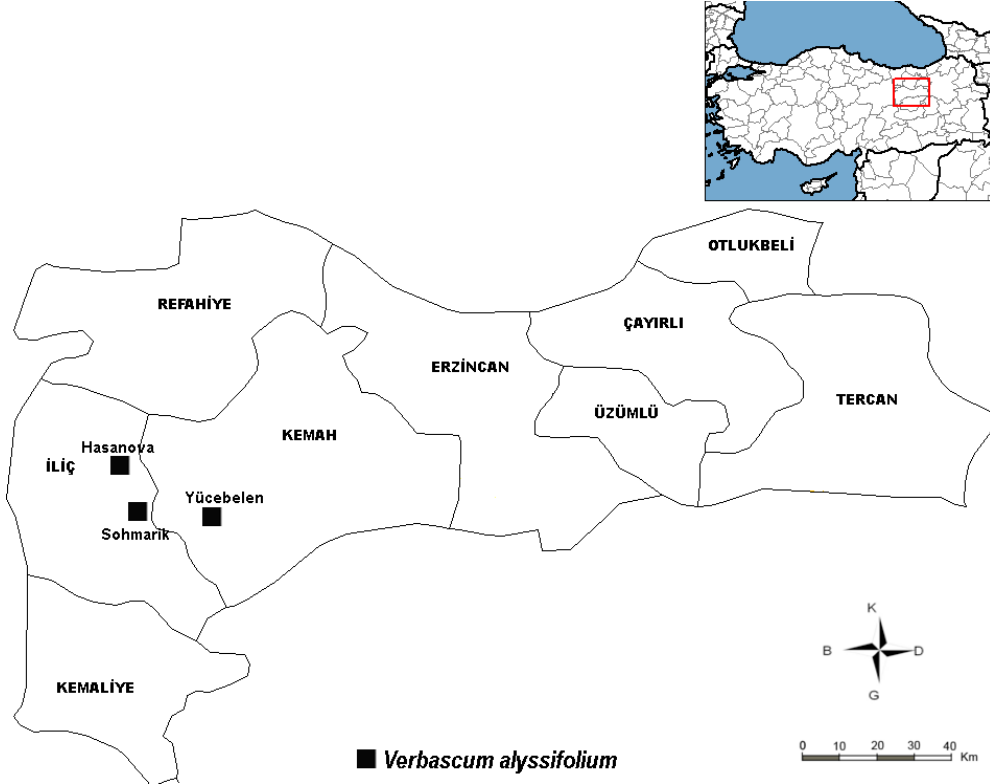 OTLUKBELİ
REFAHİYE
ÇAYIRLI
ERZİNCAN
TERCAN
ÜZÜMLÜ
KEMAH
Hasanova
İLİÇ
Yücebelen
Sohmarik
KEMALİYE
K
B D
G
Verbascum alyssifolium
0 10 20 30 40
Km